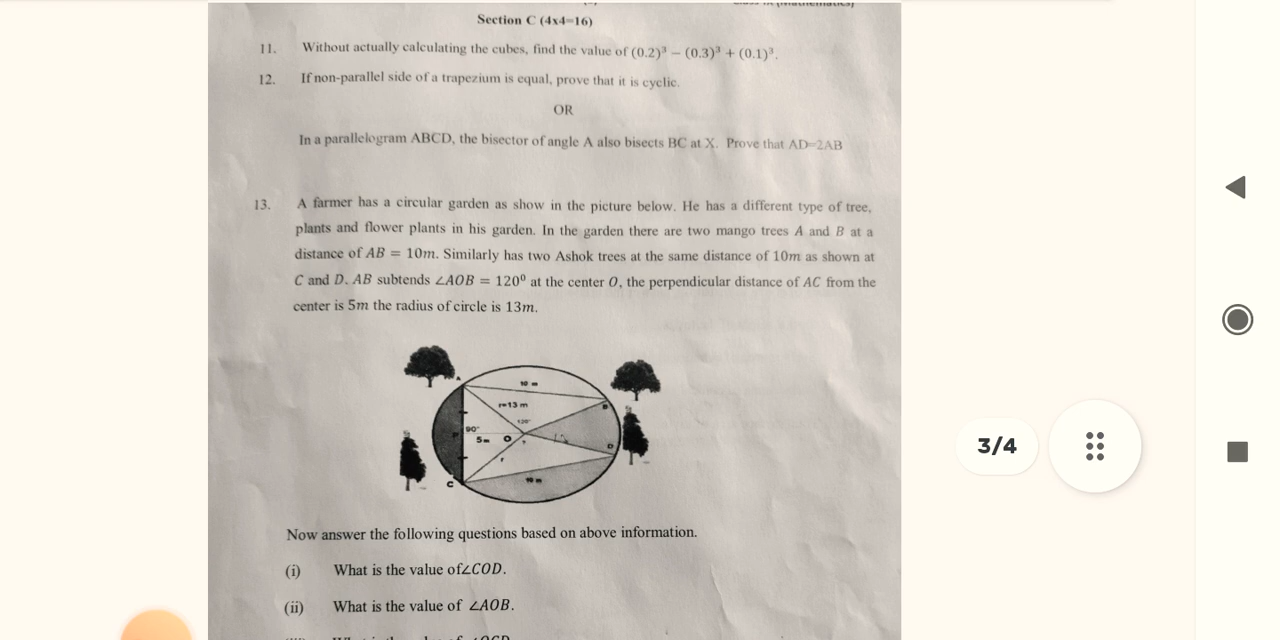 Section C (4x4=16)
11. Without actually calculating the cubes, find the value of (0.2)³ − (0.3)³ + (0.1)³.
12. If non-parallel side of a trapezium is equal, prove that it is cyclic.
OR
In a parallelogram ABCD, the bisector of angle A also bisects BC at X. Prove that AD=2AB
13. A farmer has a circular garden as show in the picture below. He has a different type of tree,
plants and flower plants in his garden. In the garden there are two mango trees A and B at a
distance of AB = 10m. Similarly has two Ashok trees at the same distance of 10m as shown at
C and D. AB subtends ∠AOB = 120⁰ at the center O, the perpendicular distance of AC from the
center is 5m the radius of circle is 13m.
A
10 m
r=13 m
B
120°
90°
P
5m O
D
r
C
10 m
3/4
Now answer the following questions based on above information.
(i) What is the value of∠COD.
(ii) What is the value of ∠AOB.